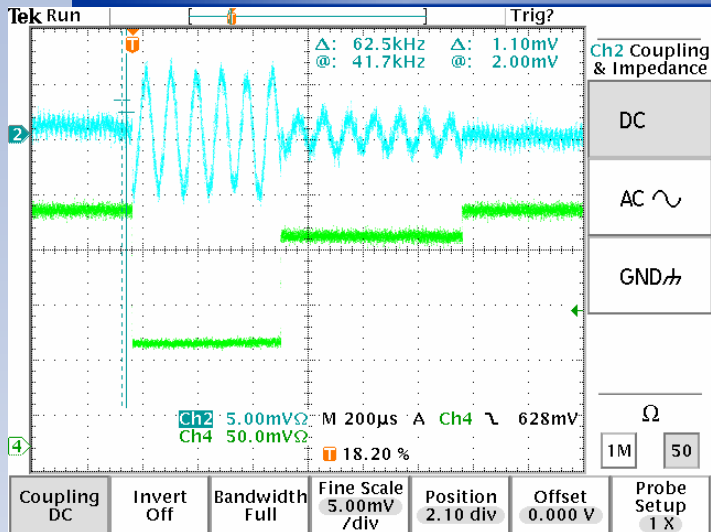 Tek Run Trig?
Δ: 62.5kHz Δ: 1.10mV
@: 41.7kHz @: 2.00mV
Ch2 Coupling
& Impedance
T
2
DC
AC
GND
Ch2 5.00mVΩ M 200µs A Ch4 628mV
Ch4 50.0mVΩ
T 18.20 %
4
Ω
1M 50
Coupling
DC
Invert
Off
Bandwidth
Full
Fine Scale
5.00mV
/div
Position
2.10 div
Offset
0.000 V
Probe
Setup
1 X